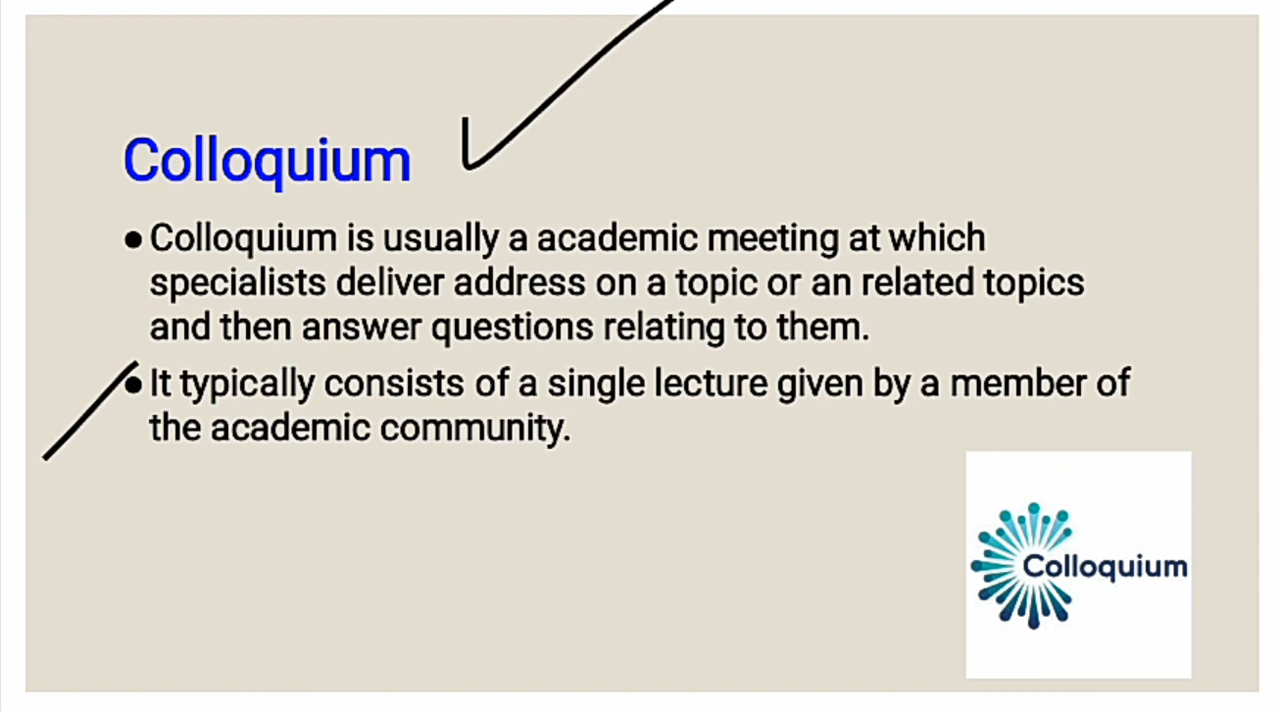 Colloquium
● Colloquium is usually a academic meeting at which
specialists deliver address on a topic or an related topics
and then answer questions relating to them.
● It typically consists of a single lecture given by a member of
the academic community.
Colloquium